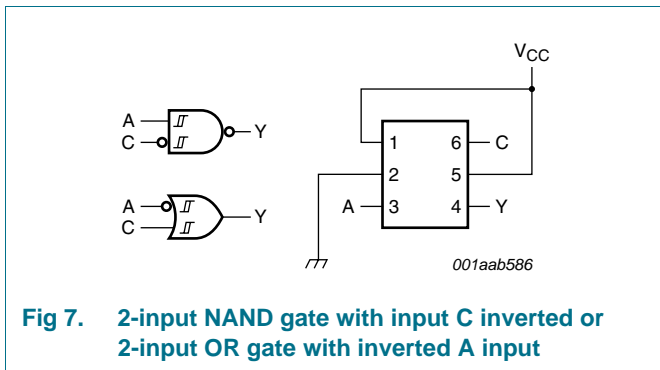 VCC
A
C
Y
A
C
Y
1 6 C
2 5
A 3 4 Y
001aab586
Fig 7. 2-input NAND gate with input C inverted or
2-input OR gate with inverted A input